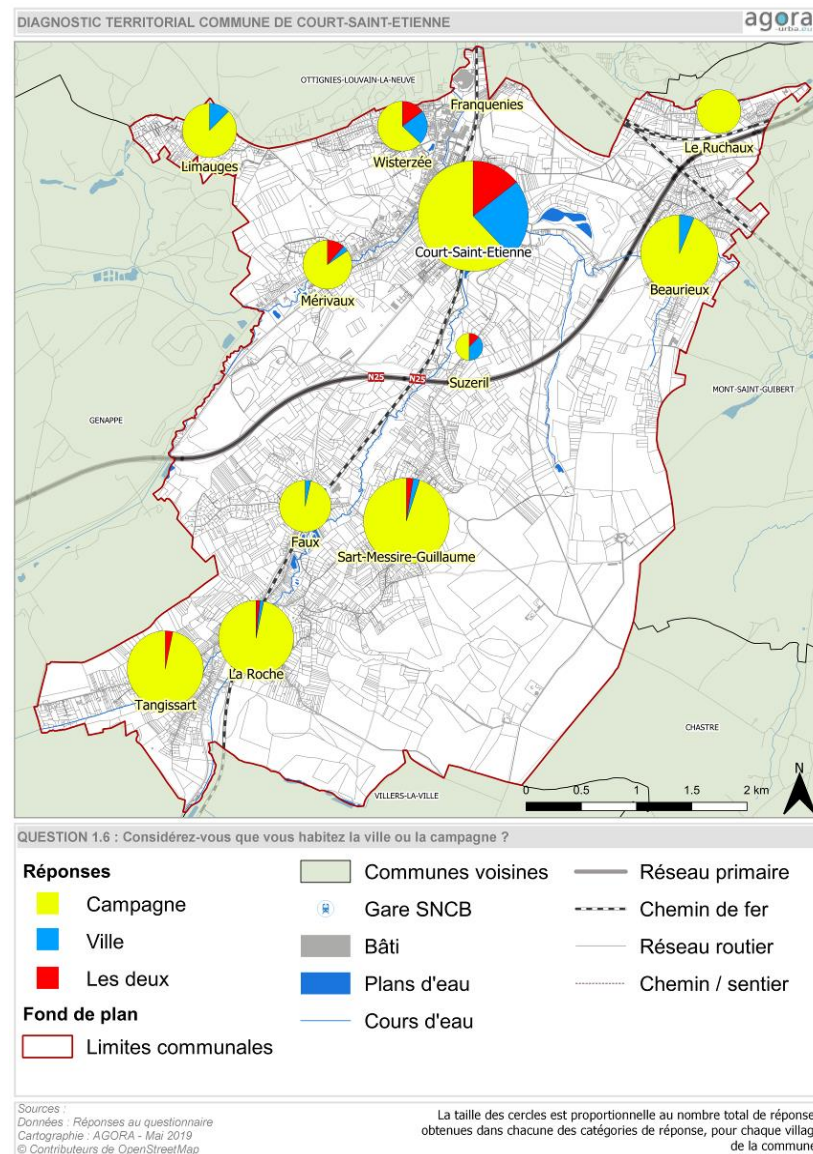 DIAGNOSTIC TERRITORIAL COMMUNE DE COURT-SAINT-ETIENNE
agora
-urba.eu
OTTIGNIES-LOUVAIN-LA-NEUVE
Franquenies
Limauges
Wisterzée
Le Ruchaux
Court-Saint-Etienne
Beaurieux
Mérivaux
Suzeril
N25
N25
MONT-SAINT-GUIBERT
GENAPPE
Faux
Sart-Messire-Guillaume
La Roche
Tangissart
CHASTRE
VILLERS-LA-VILLE
0 0.5 1 1.5 2 km
N
QUESTION 1.6 : Considérez-vous que vous habitez la ville ou la campagne ?
Réponses
Campagne
Ville
Les deux
Fond de plan
Limites communales
Communes voisines
Gare SNCB
Bâti
Plans d'eau
Cours d'eau
Réseau primaire
Chemin de fer
Réseau routier
Chemin / sentier
Sources :
Données : Réponses au questionnaire
Cartographie : AGORA - Mai 2019
© Contributeurs de OpenStreetMap
La taille des cercles est proportionnelle au nombre total de réponse
obtenues dans chacune des catégories de réponse, pour chaque villag
de la commune